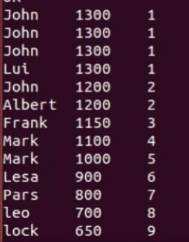 OK
John 1300 1
John 1300 1
John 1300 1
Lui 1300 1
John 1200 2
Albert 1200 2
Frank 1150 3
Mark 1100 4
Mark 1000 5
Lesa 900 6
Pars 800 7
leo 700 8
lock 650 9